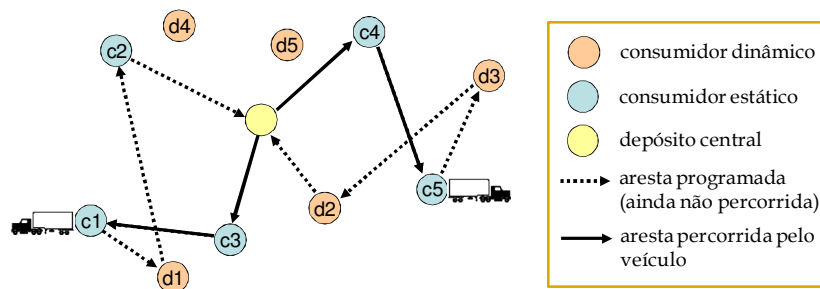 d4
c2
d5
c4
d3
c5
d2
c1
c3
d1
consumidor dinâmico
consumidor estático
depósito central
aresta programada
(ainda não percorrida)
aresta percorrida pelo
veículo